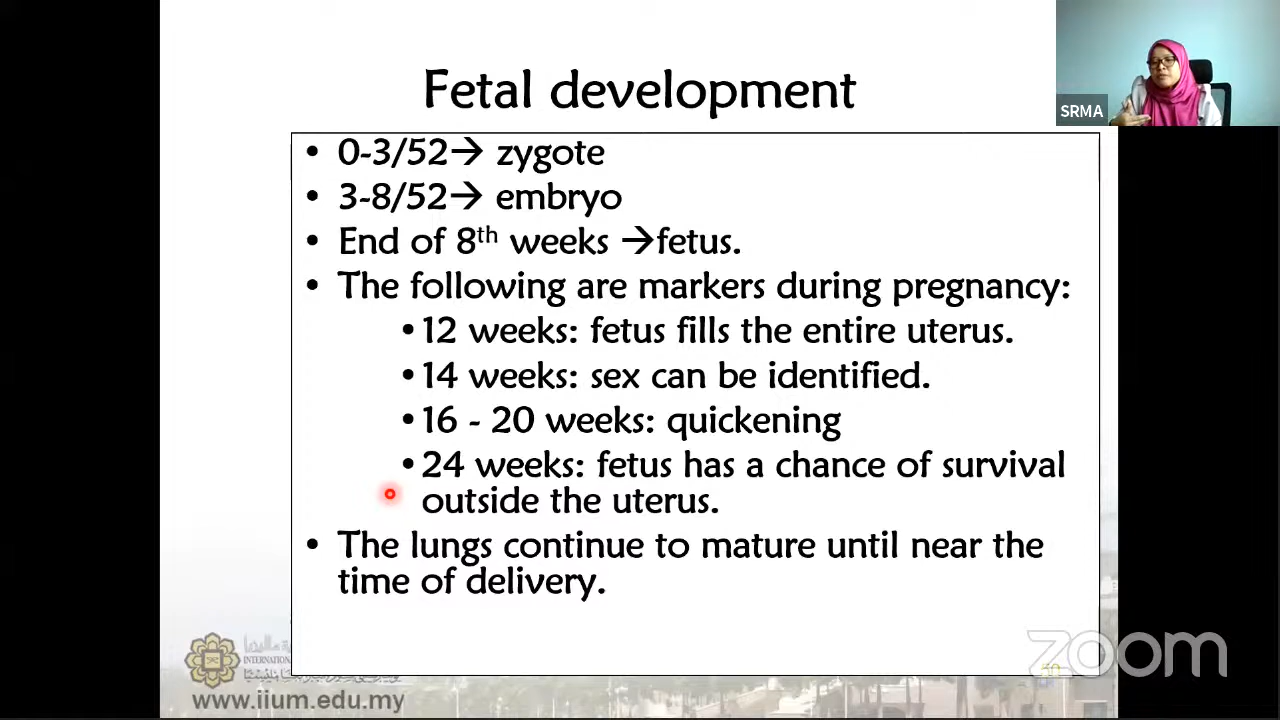 Fetal development
SRMA
• 0-3/52→ zygote
• 3-8/52→ embryo
• End of 8th weeks →fetus.
• The following are markers during pregnancy:
• 12 weeks: fetus fills the entire uterus.
• 14 weeks: sex can be identified.
• 16 - 20 weeks: quickening
• 24 weeks: fetus has a chance of survival
outside the uterus.
• The lungs continue to mature until near the
time of delivery.
INTERNATIONAL
www.iium.edu.my
zoom